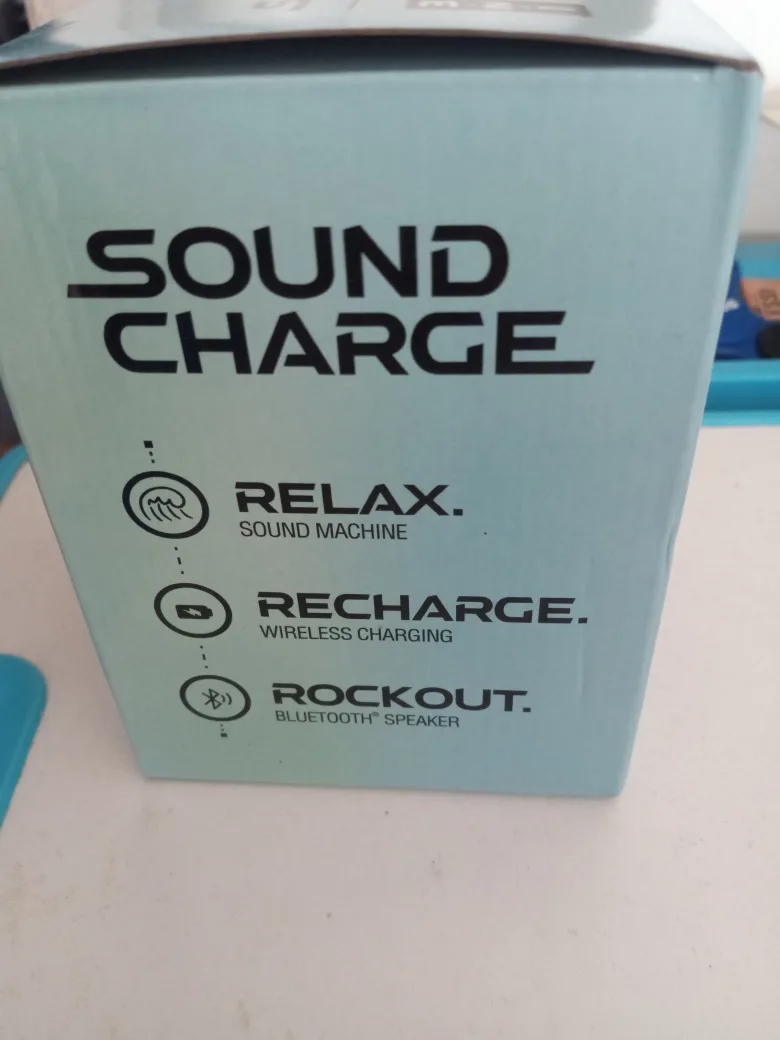 SOUND
CHARGE
RELAX.
SOUND MACHINE
RECHARGE.
WIRELESS CHARGING
ROCKOUT.
BLUETOOTH® SPEAKER